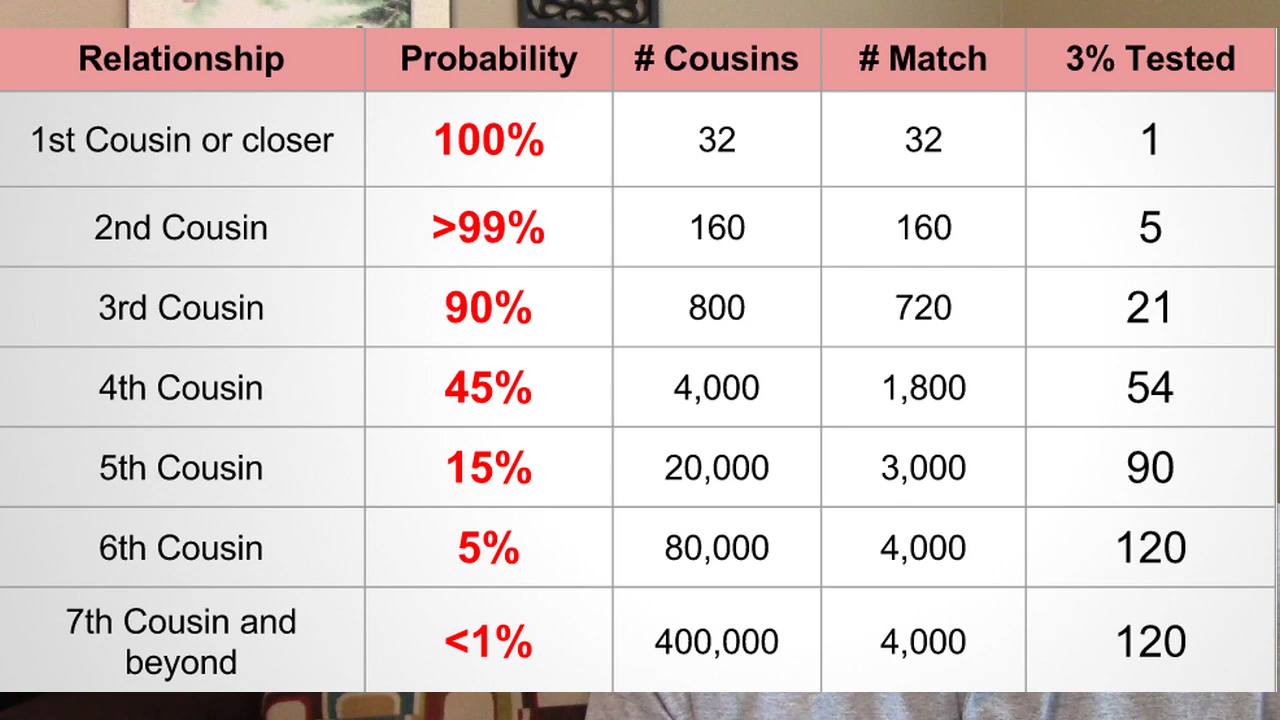 Relationship Probability # Cousins # Match 3% Tested
1st Cousin or closer 100% 32 32 1
2nd Cousin >99% 160 160 5
3rd Cousin 90% 800 720 21
4th Cousin 45% 4,000 1,800 54
5th Cousin 15% 20,000 3,000 90
6th Cousin 5% 80,000 4,000 120
7th Cousin and
beyond <1% 400,000 4,000 120